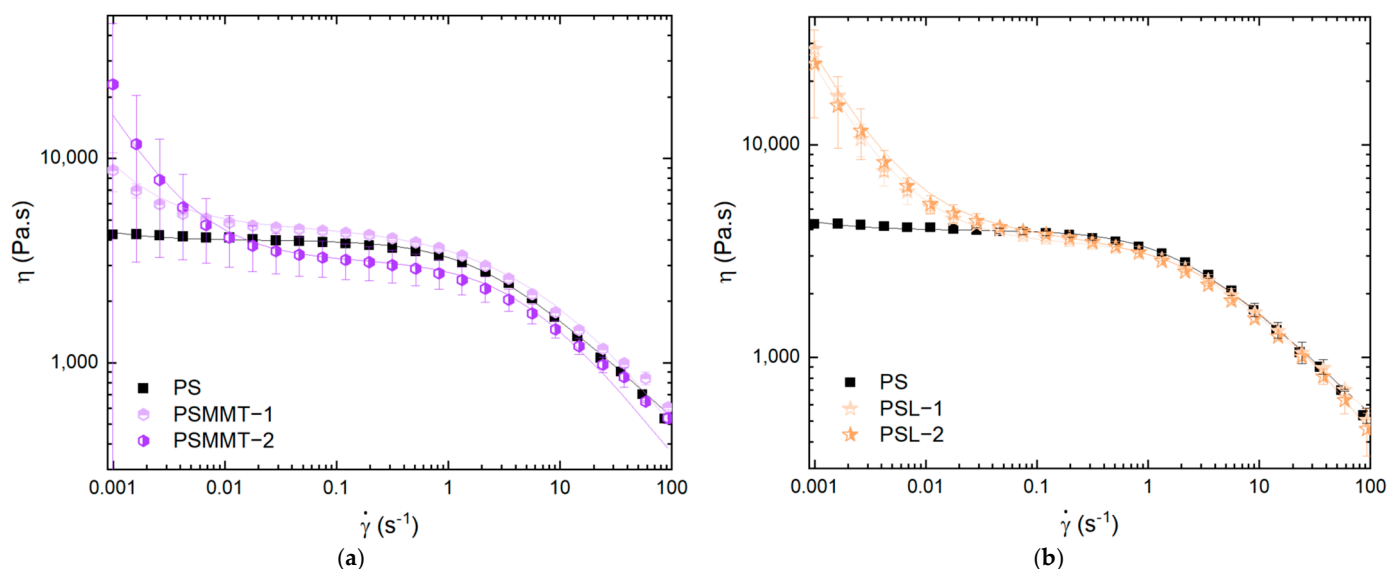 10,000
1,000
η (Pa.s)
PS
PSMMT−1
PSMMT−2
0.001 0.01 0.1 1 10 100
γ̇ (s⁻¹)
(a)
10,000
1,000
η (Pa.s)
PS
PSL−1
PSL−2
0.001 0.01 0.1 1 10 100
γ̇ (s⁻¹)
(b)